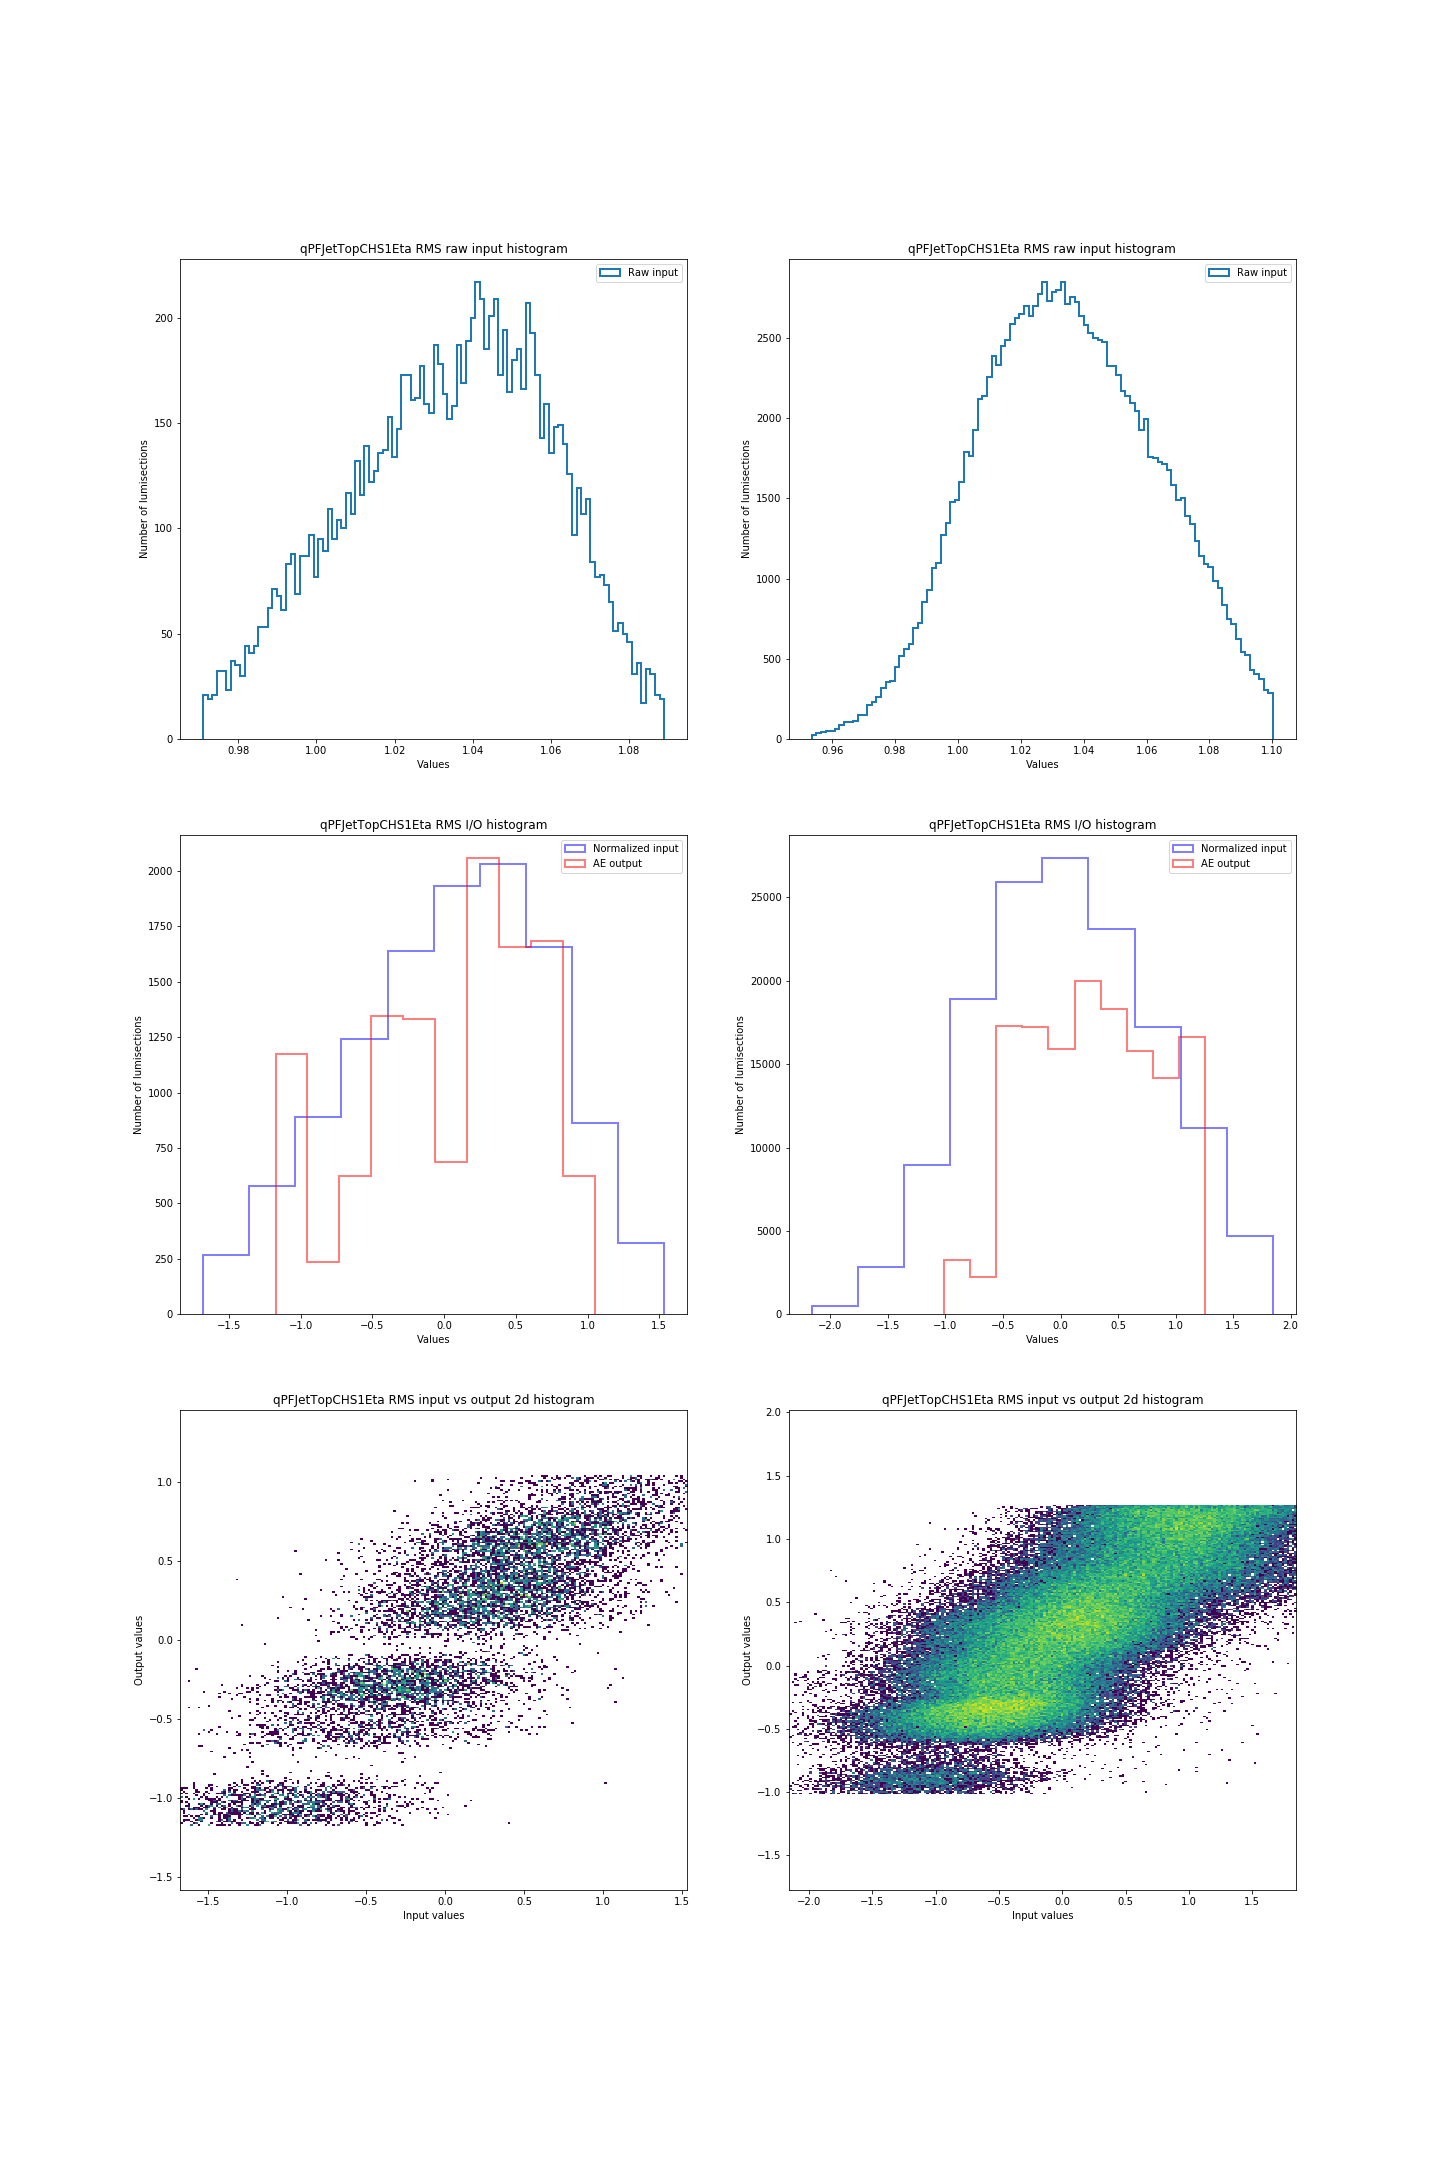 qPFJetTopCHS1Eta RMS raw input histogram
Raw input
Number of lumisections
200
150
100
50
0
0.98 1.00 1.02 1.04 1.06 1.08
Values
qPFJetTopCHS1Eta RMS raw input histogram
Raw input
Number of lumisections
2500
2000
1500
1000
500
0
0.96 0.98 1.00 1.02 1.04 1.06 1.08 1.10
Values
qPFJetTopCHS1Eta RMS I/O histogram
Normalized input
AE output
Number of lumisections
2000
1750
1500
1250
1000
750
500
250
0
−1.5 −1.0 −0.5 0.0 0.5 1.0 1.5
Values
qPFJetTopCHS1Eta RMS I/O histogram
Normalized input
AE output
Number of lumisections
25000
20000
15000
10000
5000
0
−2.0 −1.5 −1.0 −0.5 0.0 0.5 1.0 1.5 2.0
Values
qPFJetTopCHS1Eta RMS input vs output 2d histogram
Output values
1.0
0.5
0.0
−0.5
−1.0
−1.5
−1.5 −1.0 −0.5 0.0 0.5 1.0 1.5
Input values
qPFJetTopCHS1Eta RMS input vs output 2d histogram
Output values
2.0
1.5
1.0
0.5
0.0
−0.5
−1.0
−1.5
−2.0 −1.5 −1.0 −0.5 0.0 0.5 1.0 1.5
Input values